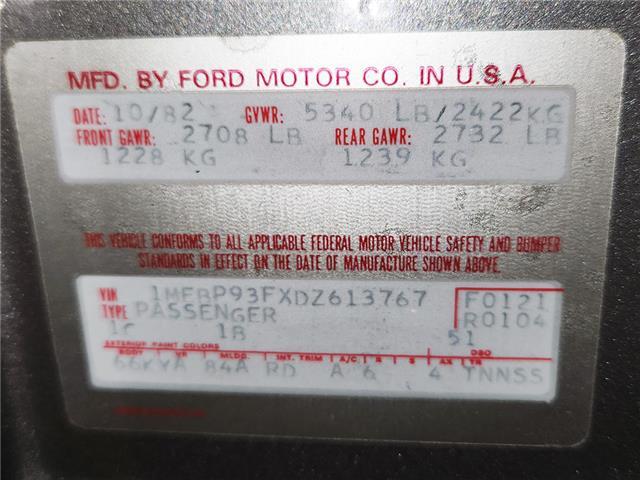 MFD. BY FORD MOTOR CO. IN U.S.A.
DATE: 10/82 GVWR: 5340 LB/2422KG
FRONT GAWR: 2708 LB REAR GAWR: 2732 LB
1228 KG 1239 KG
THIS VEHICLE CONFORMS TO ALL APPLICABLE FEDERAL MOTOR VEHICLE SAFETY AND BUMPER
STANDARDS IN EFFECT ON THE DATE OF MANUFACTURE SHOWN ABOVE.
VIN 1MEBP93FXDZ613767 F0121
TYPE PASSENGER R0104
1C 1B 51
EXTERIOR PAINT COLORS DSO
BODY VR MLDG. INT. TRIM A/C R S AX TR
66KVA 84A RD A 6 4 TNNSS